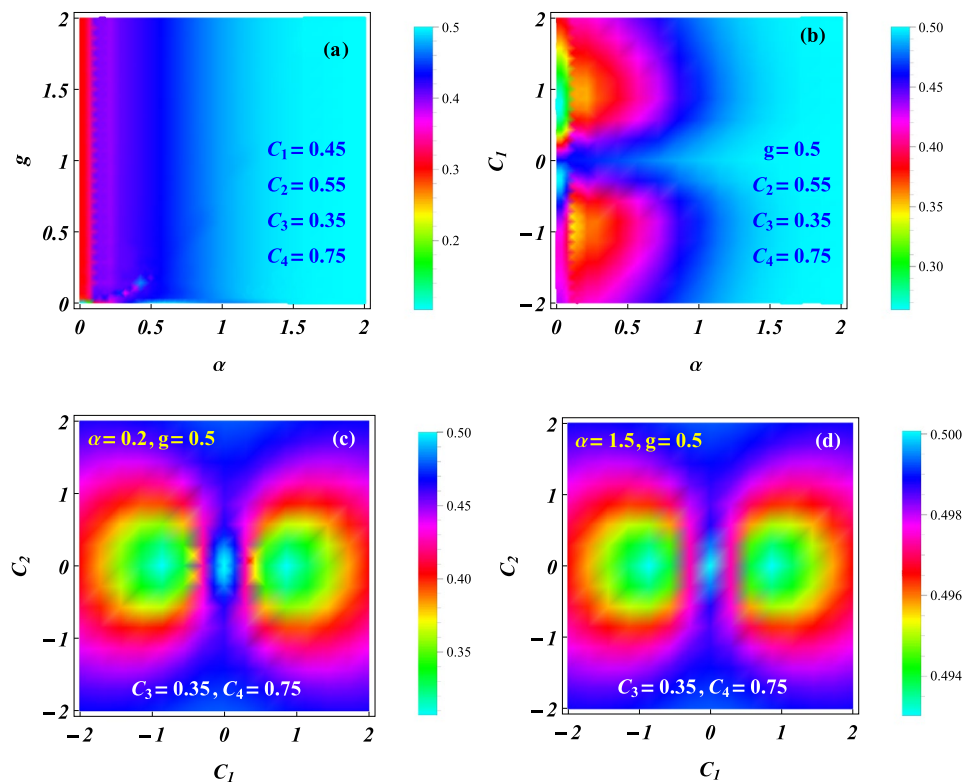 2
1.5
1
0.5
0
g
0
0.5
1
1.5
2
α
(a)
C1 = 0.45
C2 = 0.55
C3 = 0.35
C4 = 0.75
0.5
0.4
0.3
0.2
2
1
0
−1
−2
C1
0
0.5
1
1.5
2
α
(b)
g = 0.5
C2 = 0.55
C3 = 0.35
C4 = 0.75
0.50
0.45
0.40
0.35
0.30
α = 0.2, g = 0.5
(c)
2
1
0
−1
−2
C2
C3 = 0.35, C4 = 0.75
−2
−1
0
1
2
C1
0.50
0.45
0.40
0.35
α = 1.5, g = 0.5
(d)
2
1
0
−1
−2
C2
C3 = 0.35, C4 = 0.75
−2
−1
0
1
2
C1
0.500
0.498
0.496
0.494